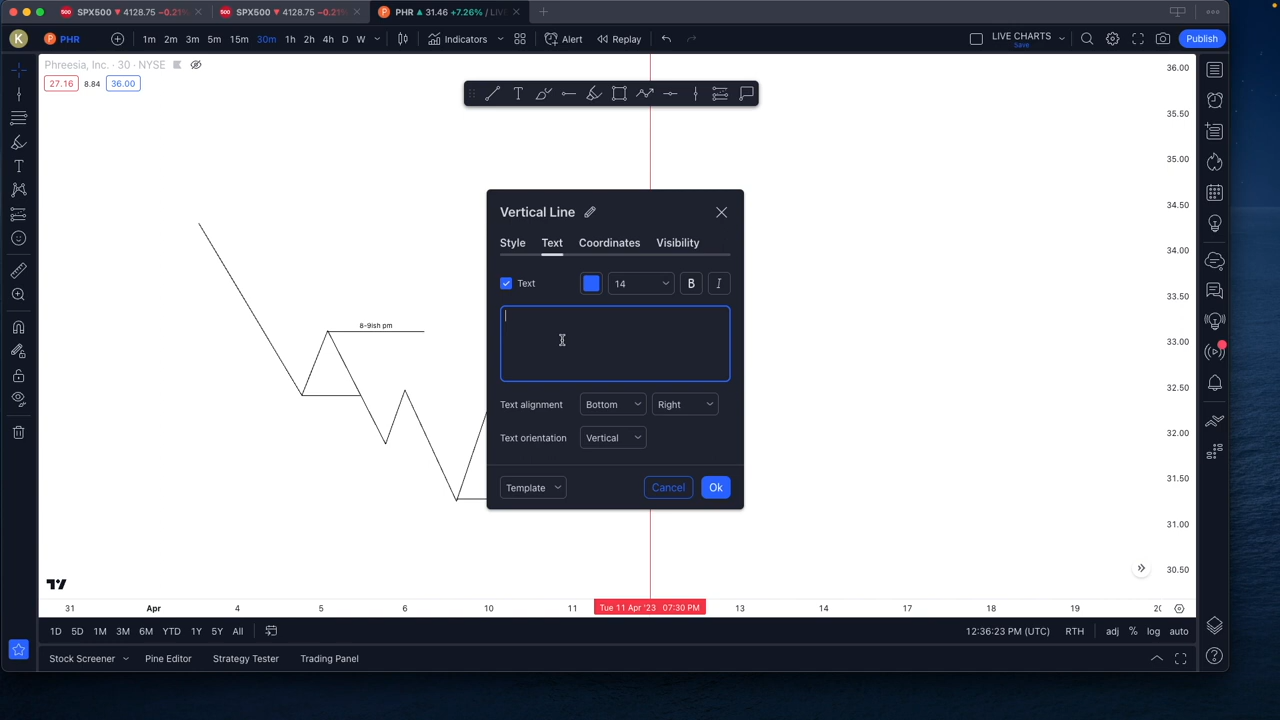 SPX500 ▼ 4128.75 −0.21%
SPX500 ▼ 4128.75 −0.21%
PHR ▲ 31.46 +7.26% / LIV
K
PHR
1m 2m 3m 5m 15m 30m 1h 2h 4h D W
Indicators
Alert
Replay
LIVE CHARTS
Save
Publish
Phreesia, Inc. · 30 · NYSE
27.16 8.84 36.00
36.00
35.50
35.00
34.50
34.00
33.50
33.00
32.50
32.00
31.50
31.00
30.50
8-9ish pm
Vertical Line
Style Text Coordinates Visibility
Text 14 B I
Text alignment Bottom Right
Text orientation Vertical
Template Cancel Ok
31 Apr 4 5 6 10 11 Tue 11 Apr '23 07:30 PM 13 14 17 18 19
1D 5D 1M 3M 6M YTD 1Y 5Y All
12:36:23 PM (UTC) RTH adj % log auto
Stock Screener Pine Editor Strategy Tester Trading Panel